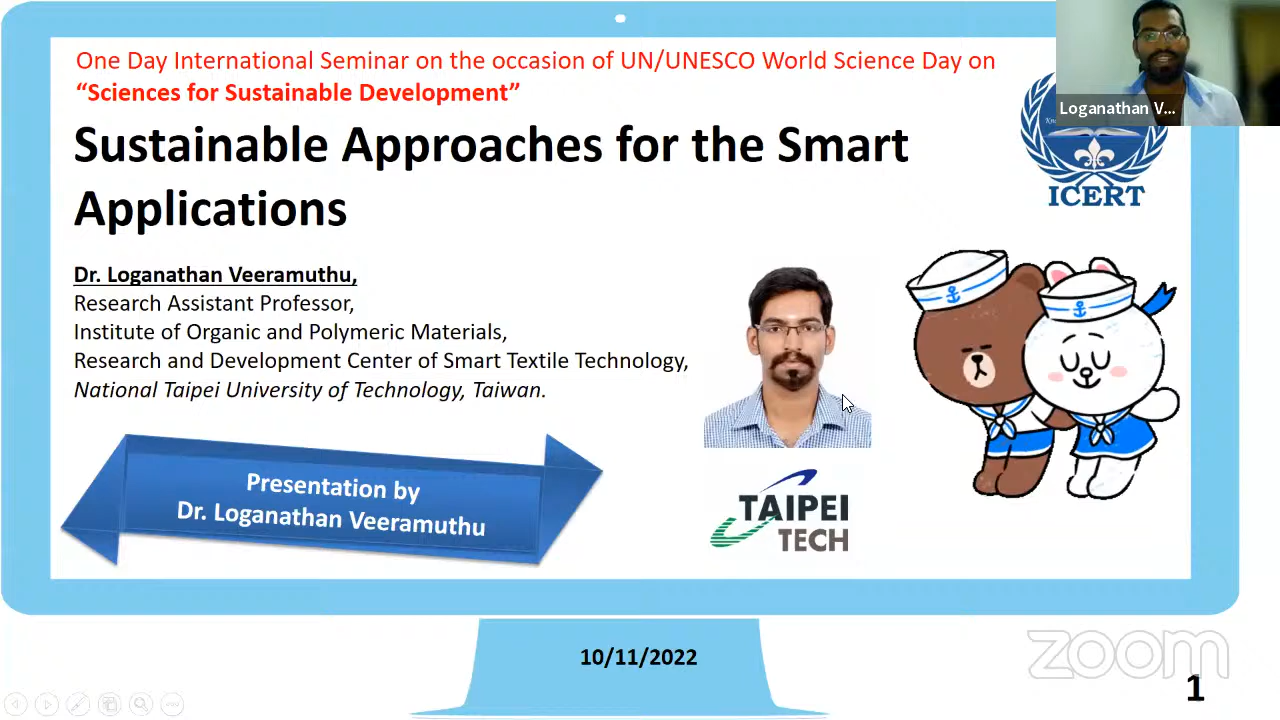 One Day International Seminar on the occasion of UN/UNESCO World Science Day on
“Sciences for Sustainable Development”
Loganathan V...
Sustainable Approaches for the Smart
Applications
ICERT
Dr. Loganathan Veeramuthu,
Research Assistant Professor,
Institute of Organic and Polymeric Materials,
Research and Development Center of Smart Textile Technology,
National Taipei University of Technology, Taiwan.
Presentation by
Dr. Loganathan Veeramuthu
TAIPEI
TECH
10/11/2022
zoom
1